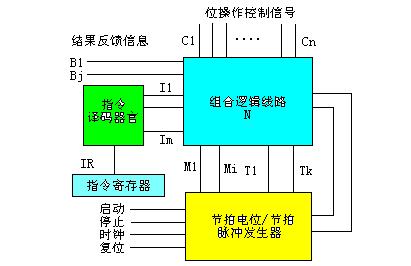 位操作控制信号
结果反馈信息
C1
····
Cn
B1
Bj
I1
指令
译码器言
Im
组合逻辑线路
N
IR
指令寄存器
M1
Mi
T1
Tk
启动
停止
时钟
复位
节拍电位/节拍
脉冲发生器